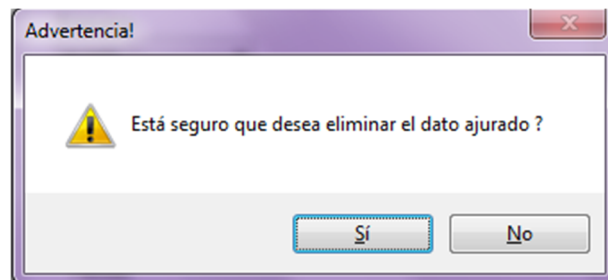 Advertencia!
Está seguro que desea eliminar el dato ajurado ?
Sí
No